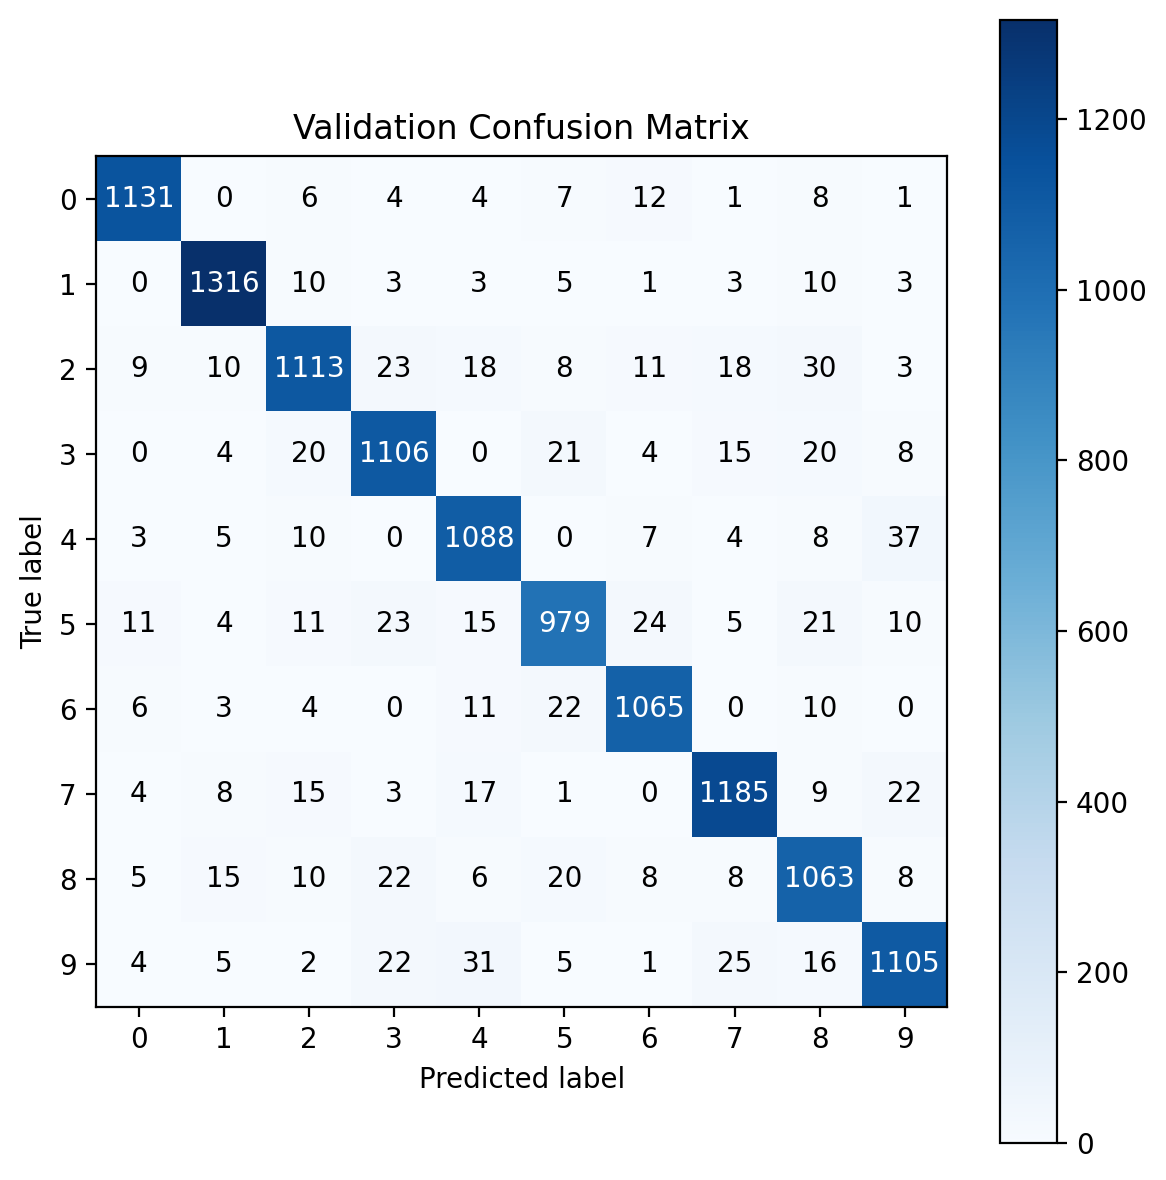 Validation Confusion Matrix
0 1131 0 6 4 4 7 12 1 8 1
1 0 1316 10 3 3 5 1 3 10 3
2 9 10 1113 23 18 8 11 18 30 3
3 0 4 20 1106 0 21 4 15 20 8
4 3 5 10 0 1088 0 7 4 8 37
5 11 4 11 23 15 979 24 5 21 10
6 6 3 4 0 11 22 1065 0 10 0
7 4 8 15 3 17 1 0 1185 9 22
8 5 15 10 22 6 20 8 8 1063 8
9 4 5 2 22 31 5 1 25 16 1105
0 1 2 3 4 5 6 7 8 9
Predicted label
True label
1200
1000
800
600
400
200
0